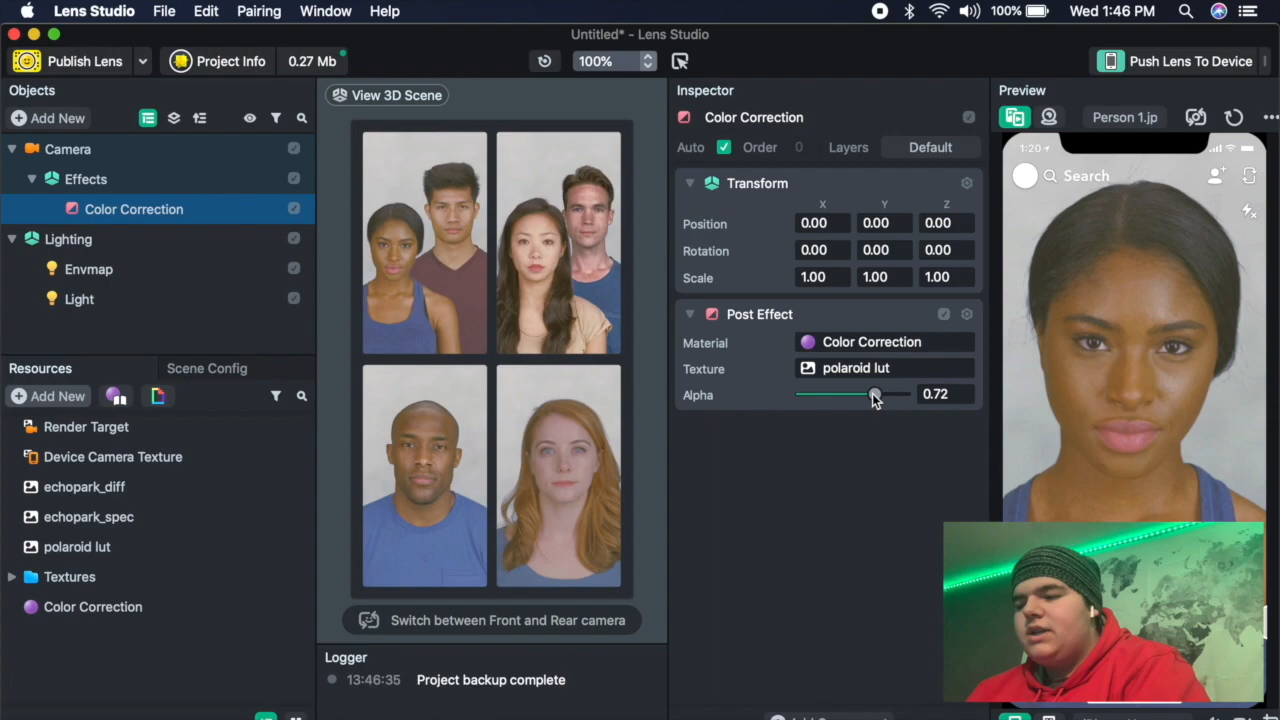 Lens Studio File Edit Pairing Window Help 100% Wed 1:46 PM
Untitled* - Lens Studio
Publish Lens Project Info 0.27 Mb 100% Push Lens To Device
Objects
Add New
Camera
Effects
Color Correction
Lighting
Envmap
Light
Resources Scene Config
Add New
Render Target
Device Camera Texture
echopark_diff
echopark_spec
polaroid lut
Textures
Color Correction
View 3D Scene
Switch between Front and Rear camera
Logger
13:46:35 Project backup complete
Inspector
Color Correction
Auto Order 0 Layers Default
Transform
X Y Z
Position 0.00 0.00 0.00
Rotation 0.00 0.00 0.00
Scale 1.00 1.00 1.00
Post Effect
Material Color Correction
Texture polaroid lut
Alpha 0.72
Preview
Person 1.jp
1:20
Search